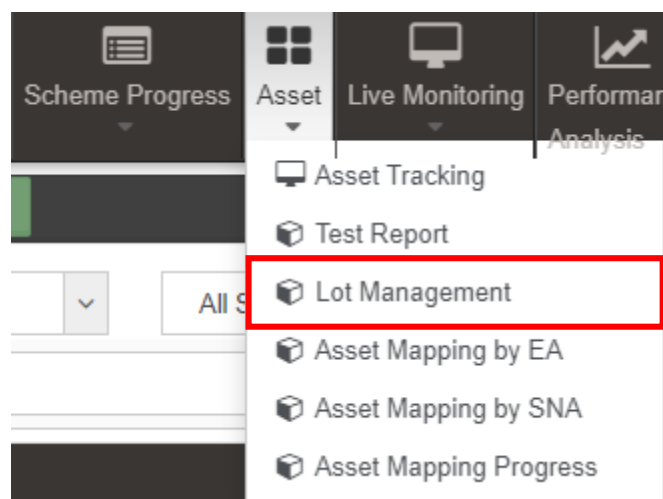 Scheme Progress
Asset
Live Monitoring
Analysis
Asset Tracking
Test Report
All
Lot Management
Asset Mapping by EA
Asset Mapping by SNA
Asset Mapping Progress